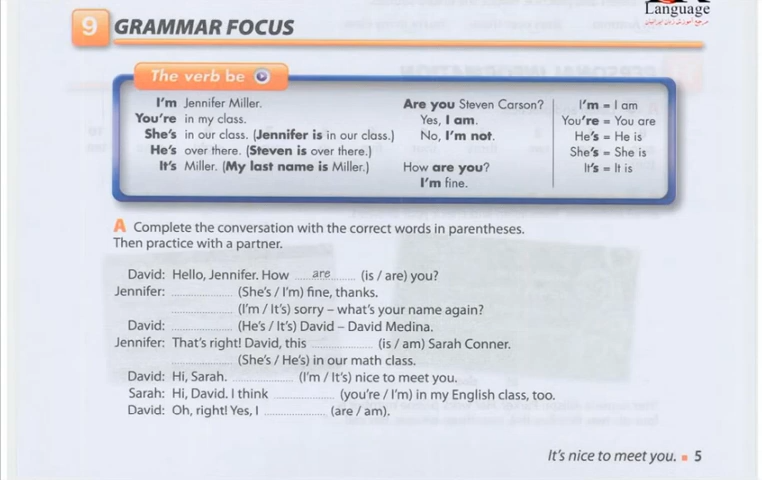 Language
مرجع آموزش زبان ایرانیان
9 GRAMMAR FOCUS
The verb be
I'm Jennifer Miller.
You're in my class.
She's in our class. (Jennifer is in our class.)
He's over there. (Steven is over there.)
It's Miller. (My last name is Miller.)
Are you Steven Carson?
Yes, I am.
No, I'm not.
How are you?
I'm fine.
I'm = I am
You're = You are
He's = He is
She's = She is
It's = It is
A Complete the conversation with the correct words in parentheses.
Then practice with a partner.
David: Hello, Jennifer. How ....are.... (is / are) you?
Jennifer: ................ (She's / I'm) fine, thanks.
................ (I'm / It's) sorry – what's your name again?
David: ................ (He's / It's) David – David Medina.
Jennifer: That's right! David, this ................ (is / am) Sarah Conner.
................ (She's / He's) in our math class.
David: Hi, Sarah. ................ (I'm / It's) nice to meet you.
Sarah: Hi, David. I think ................ (you're / I'm) in my English class, too.
David: Oh, right! Yes, I ................ (are / am).
It's nice to meet you. ▪ 5